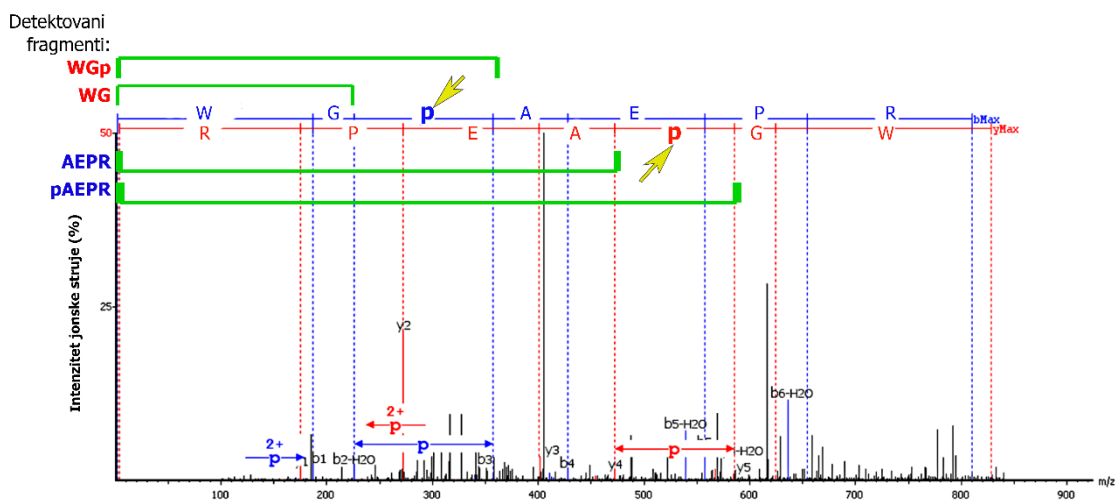 Detektovani
fragmenti:
WGp
WG
W G p A E P R bMax
50 R P E A p G W yMax
AEPR
pAEPR
Intenzitet jonske struje (%)
25
y2
2+
p
b6-H2O
b5-H2O
2+
p
p
p
b1 b2-H2O b3 y3 b4 y4 y5 -H2O
0 100 200 300 400 500 600 700 800 900 m/z